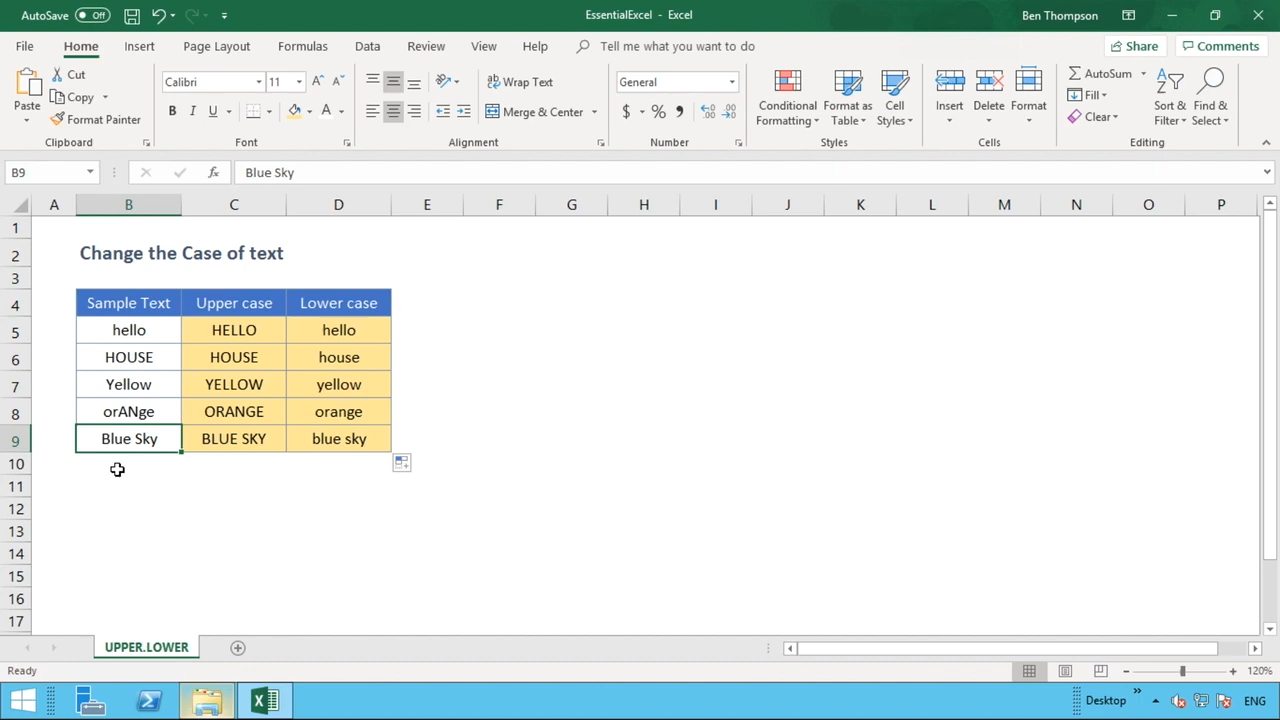 AutoSave Off EssentialExcel - Excel Ben Thompson
File Home Insert Page Layout Formulas Data Review View Help Tell me what you want to do Share Comments
Paste Cut Copy Format Painter
Calibri 11 A A
B I U A
Wrap Text
Merge & Center
General
$ % ,
Conditional Formatting Format as Table Cell Styles
Insert Delete Format
AutoSum Fill Clear
Sort & Filter Find & Select
Clipboard Font Alignment Number Styles Cells Editing
B9 fx Blue Sky
A B C D E F G H I J K L M N O P
1
2 Change the Case of text
3
4 Sample Text Upper case Lower case
5 hello HELLO hello
6 HOUSE HOUSE house
7 Yellow YELLOW yellow
8 orANge ORANGE orange
9 Blue Sky BLUE SKY blue sky
10
11
12
13
14
15
16
17
UPPER.LOWER
Ready 120%
Desktop ENG